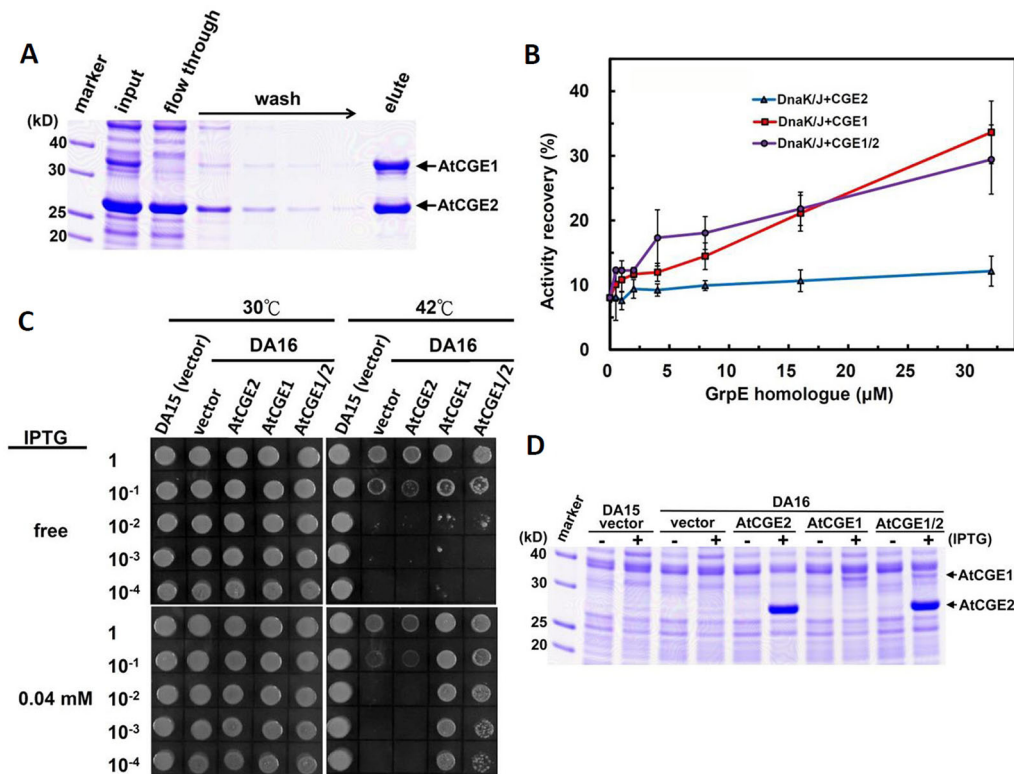 A
marker
input
flow through
wash
elute
(kD)
40
30
25
20
AtCGE1
AtCGE2
B
Activity recovery (%)
40
30
20
10
0
0
5
10
15
20
25
30
GrpE homologue (µM)
DnaK/J+CGE2
DnaK/J+CGE1
DnaK/J+CGE1/2
C
30℃
42℃
DA16
DA16
DA15 (vector)
vector
AtCGE2
AtCGE1
AtCGE1/2
DA15 (vector)
vector
AtCGE2
AtCGE1
AtCGE1/2
IPTG
free
1
10-1
10-2
10-3
10-4
0.04 mM
1
10-1
10-2
10-3
10-4
D
DA16
marker
DA15
vector
vector
AtCGE2
AtCGE1
AtCGE1/2
(kD)
- + - + - + - + - + (IPTG)
40
30
25
20
AtCGE1
AtCGE2